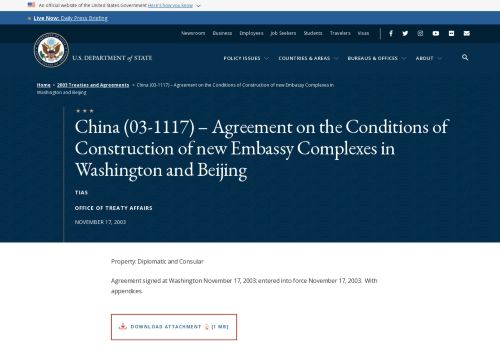 An official website of the United States Government Here's how you know
Live Now: Daily Press Briefing
Newsroom Business Employees Job Seekers Students Travelers Visas
U.S. DEPARTMENT of STATE
POLICY ISSUES COUNTRIES & AREAS BUREAUS & OFFICES ABOUT
Home > 2003 Treaties and Agreements > China (03-1117) – Agreement on the Conditions of Construction of new Embassy Complexes in
Washington and Beijing
China (03-1117) – Agreement on the Conditions of
Construction of new Embassy Complexes in
Washington and Beijing
TIAS
OFFICE OF TREATY AFFAIRS
NOVEMBER 17, 2003
Property: Diplomatic and Consular
Agreement signed at Washington November 17, 2003; entered into force November 17, 2003. With
appendices.
DOWNLOAD ATTACHMENT [1 MB]